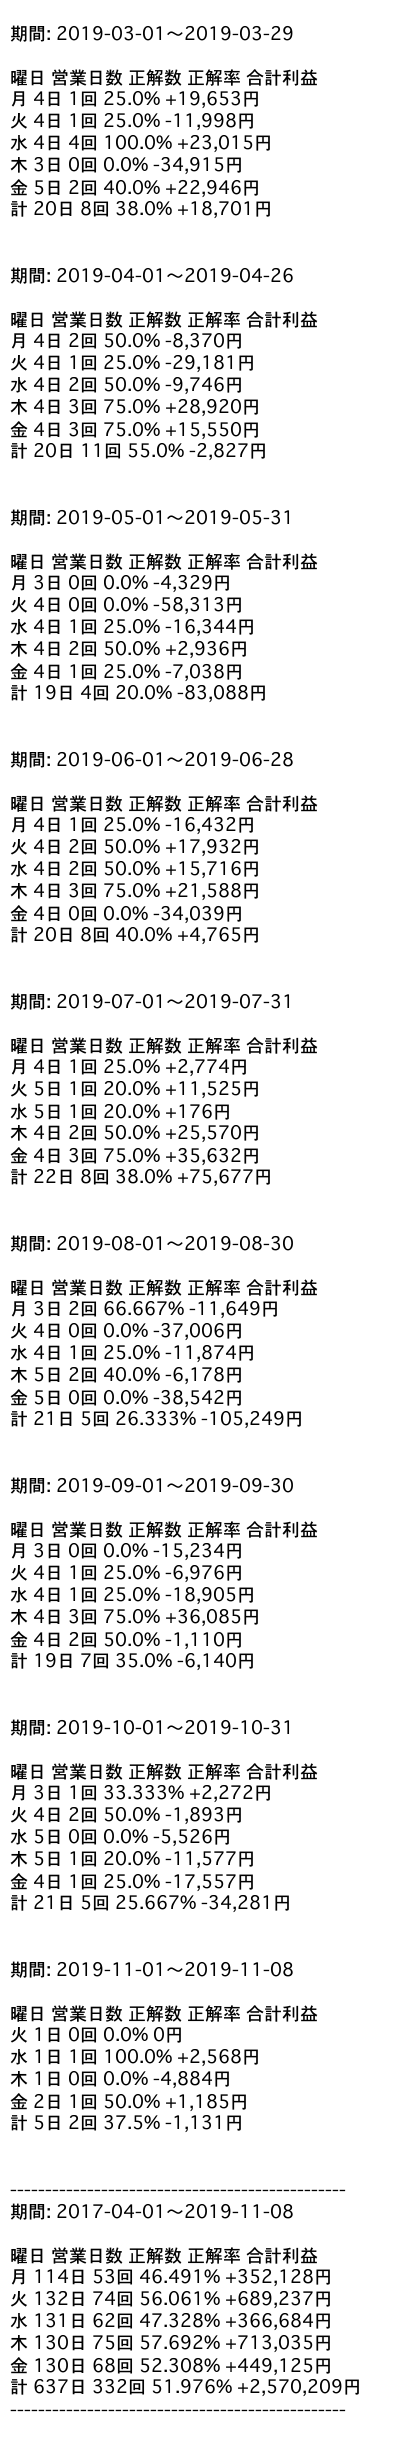 期間: 2019-03-01〜2019-03-29
曜日 営業日数 正解数 正解率 合計利益
月 4日 1回 25.0% +19,653円
火 4日 1回 25.0% -11,998円
水 4日 4回 100.0% +23,015円
木 3日 0回 0.0% -34,915円
金 5日 2回 40.0% +22,946円
計 20日 8回 38.0% +18,701円
期間: 2019-04-01〜2019-04-26
曜日 営業日数 正解数 正解率 合計利益
月 4日 2回 50.0% -8,370円
火 4日 1回 25.0% -29,181円
水 4日 2回 50.0% -9,746円
木 4日 3回 75.0% +28,920円
金 4日 3回 75.0% +15,550円
計 20日 11回 55.0% -2,827円
期間: 2019-05-01〜2019-05-31
曜日 営業日数 正解数 正解率 合計利益
月 3日 0回 0.0% -4,329円
火 4日 0回 0.0% -58,313円
水 4日 1回 25.0% -16,344円
木 4日 2回 50.0% +2,936円
金 4日 1回 25.0% -7,038円
計 19日 4回 20.0% -83,088円
期間: 2019-06-01〜2019-06-28
曜日 営業日数 正解数 正解率 合計利益
月 4日 1回 25.0% -16,432円
火 4日 2回 50.0% +17,932円
水 4日 2回 50.0% +15,716円
木 4日 3回 75.0% +21,588円
金 4日 0回 0.0% -34,039円
計 20日 8回 40.0% +4,765円
期間: 2019-07-01〜2019-07-31
曜日 営業日数 正解数 正解率 合計利益
月 4日 1回 25.0% +2,774円
火 5日 1回 20.0% +11,525円
水 5日 1回 20.0% +176円
木 4日 2回 50.0% +25,570円
金 4日 3回 75.0% +35,632円
計 22日 8回 38.0% +75,677円
期間: 2019-08-01〜2019-08-30
曜日 営業日数 正解数 正解率 合計利益
月 3日 2回 66.667% -11,649円
火 4日 0回 0.0% -37,006円
水 4日 1回 25.0% -11,874円
木 5日 2回 40.0% -6,178円
金 5日 0回 0.0% -38,542円
計 21日 5回 26.333% -105,249円
期間: 2019-09-01〜2019-09-30
曜日 営業日数 正解数 正解率 合計利益
月 3日 0回 0.0% -15,234円
火 4日 1回 25.0% -6,976円
水 4日 1回 25.0% -18,905円
木 4日 3回 75.0% +36,085円
金 4日 2回 50.0% -1,110円
計 19日 7回 35.0% -6,140円
期間: 2019-10-01〜2019-10-31
曜日 営業日数 正解数 正解率 合計利益
月 3日 1回 33.333% +2,272円
火 4日 2回 50.0% -1,893円
水 5日 0回 0.0% -5,526円
木 5日 1回 20.0% -11,577円
金 4日 1回 25.0% -17,557円
計 21日 5回 25.667% -34,281円
期間: 2019-11-01〜2019-11-08
曜日 営業日数 正解数 正解率 合計利益
火 1日 0回 0.0% 0円
水 1日 1回 100.0% +2,568円
木 1日 0回 0.0% -4,884円
金 2日 1回 50.0% +1,185円
計 5日 2回 37.5% -1,131円
------------------------------------------------
期間: 2017-04-01〜2019-11-08
曜日 営業日数 正解数 正解率 合計利益
月 114日 53回 46.491% +352,128円
火 132日 74回 56.061% +689,237円
水 131日 62回 47.328% +366,684円
木 130日 75回 57.692% +713,035円
金 130日 68回 52.308% +449,125円
計 637日 332回 51.976% +2,570,209円
------------------------------------------------